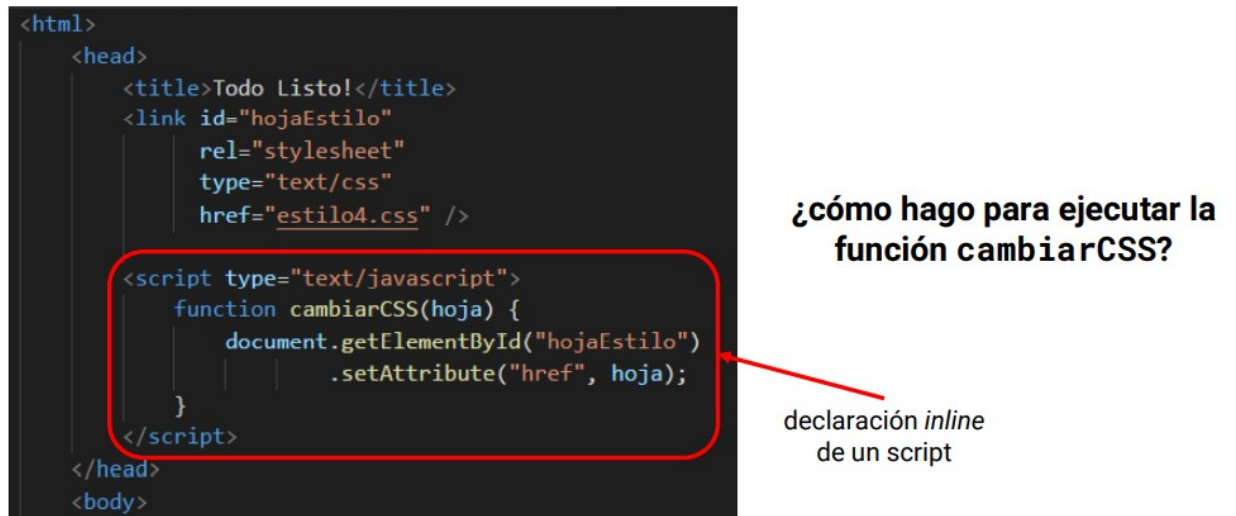 <html>
<head>
<title>Todo Listo!</title>
<link id="hojaEstilo"
rel="stylesheet"
type="text/css"
href="estilo4.css" />
<script type="text/javascript">
function cambiarCSS(hoja) {
document.getElementById("hojaEstilo")
.setAttribute("href", hoja);
}
</script>
</head>
<body>
¿cómo hago para ejecutar la
función cambiarCSS?
declaración inline
de un script